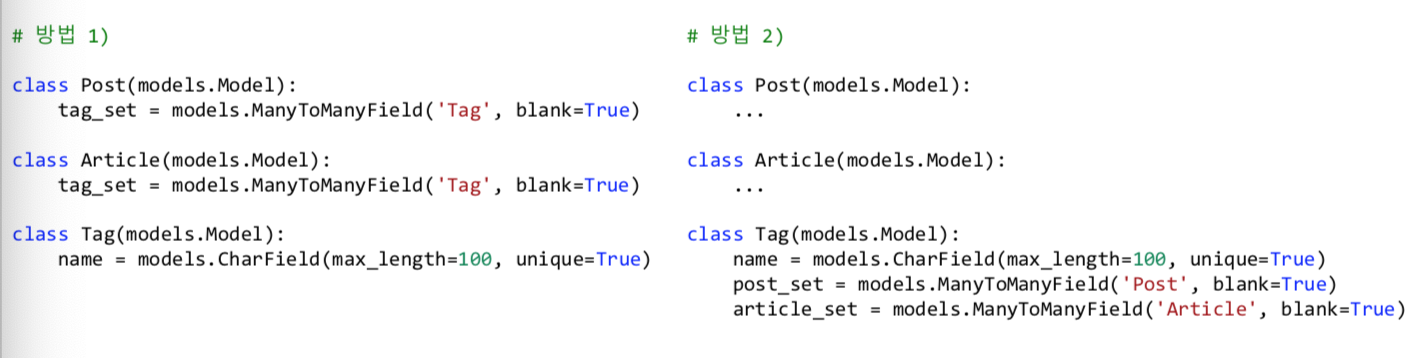 # 방법 1)
class Post(models.Model):
    tag_set = models.ManyToManyField('Tag', blank=True)
class Article(models.Model):
    tag_set = models.ManyToManyField('Tag', blank=True)
class Tag(models.Model):
    name = models.CharField(max_length=100, unique=True)
# 방법 2)
class Post(models.Model):
    ...
class Article(models.Model):
    ...
class Tag(models.Model):
    name = models.CharField(max_length=100, unique=True)
    post_set = models.ManyToManyField('Post', blank=True)
    article_set = models.ManyToManyField('Article', blank=True)